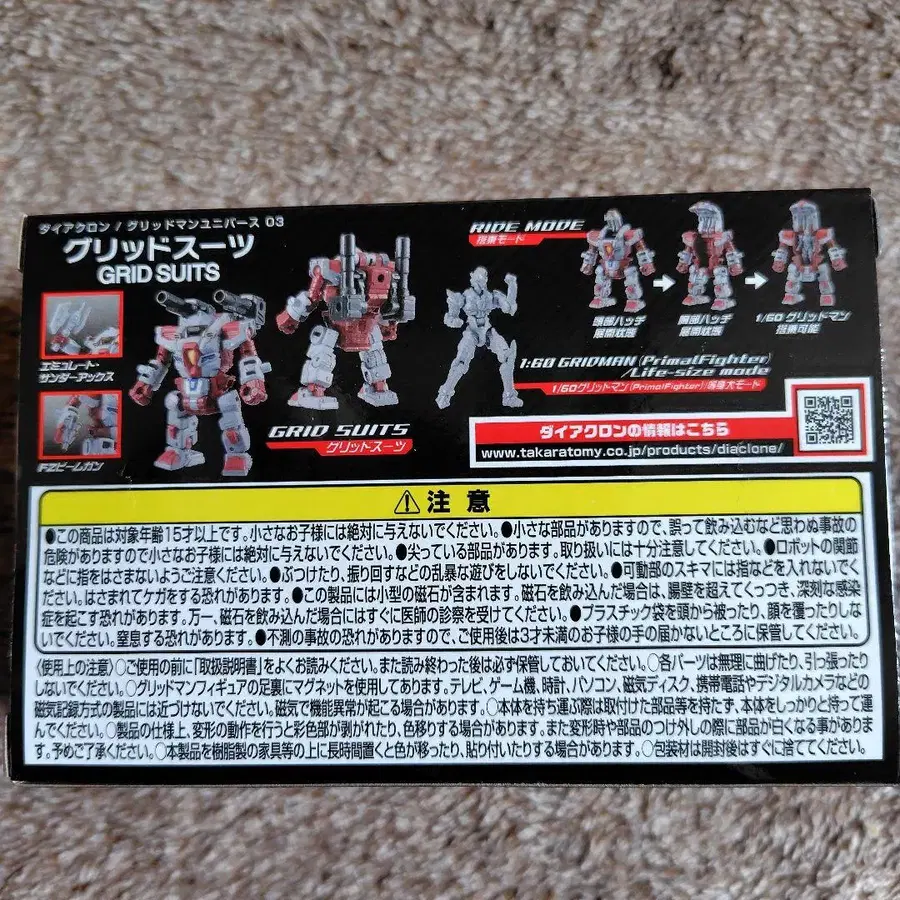 ダイアクロン / グリッドマンユニバース 03
グリッドスーツ
GRID SUITS
エミュレート・
サンダーアックス
FZビームガン
GRID SUITS
グリッドスーツ
RIDE MODE
搭乗モード
頭部ハッチ
展開状態
胸部ハッチ
展開状態
1/60 グリッドマン
搭乗可能
1:60 GRIDMAN (PrimalFighter)
/Life-size mode
1/60グリッドマン(PrimalFighter)/等身大モード
ダイアクロンの情報はこちら
www.takaratomy.co.jp/products/diaclone/
注意
●この商品は対象年齢15才以上です。小さなお子様には絶対に与えないでください。●小さな部品がありますので、誤って飲み込むなど思わぬ事故の
危険がありますので小さなお子様には絶対に与えないでください。●尖っている部品があります。取り扱いには十分注意してください。●ロボットの関節
などに指をはさまないようご注意ください。●ぶつけたり、振り回すなどの乱暴な遊びをしないでください。●可動部のスキマには指などを入れないでく
ださい。はさまれてケガをする恐れがあります。●この製品には小型の磁石が含まれます。磁石を飲み込んだ場合は、腸壁を超えてくっつき、深刻な感染
症を起こす恐れがあります。万一、磁石を飲み込んだ場合にはすぐに医師の診察を受けてください。●プラスチック袋を頭から被ったり、顔を覆ったりしな
いでください。窒息する恐れがあります。●不測の事故の恐れがありますので、ご使用後は3才未満のお子様の手の届かないところに保管してください。
〈使用上の注意〉○ご使用の前に「取扱説明書」をよくお読みください。また読み終わった後は必ず保管しておいてください。○各パーツは無理に曲げたり、引っ張ったり
しないでください。○グリッドマンフィギュアの足裏にマグネットを使用してあります。テレビ、ゲーム機、時計、パソコン、磁気ディスク、携帯電話やデジタルカメラなどの
磁気記録方式の製品には近づけないでください。磁気で機能異常が起こる場合があります。○本体を持ち運ぶ際は取付けた部品等を持たず、本体をしっかりと持って運
んでください。○製品の仕様上、変形の動作を行うと彩色部が剥がれたり、色移りする場合があります。また変形時や部品のつけ外しの際に部品が白くなる事がありま
す。予めご了承ください。○本製品を樹脂製の家具等の上に長時間置くと色が移ったり、貼り付いたりする場合があります。○包装材は開封後はすぐに捨ててください。